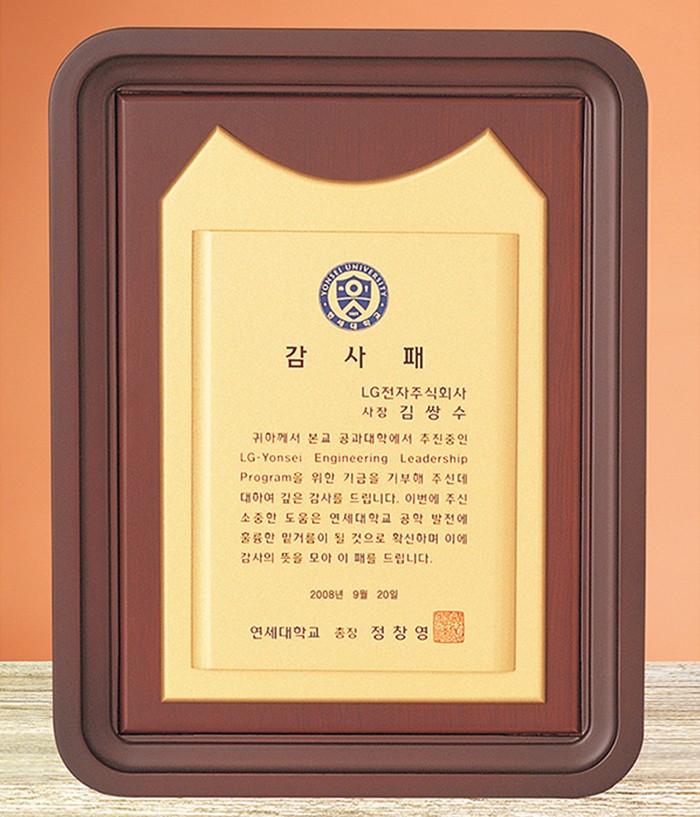 YONSEI UNIVERSITY
연세대학교
감사패
LG전자주식회사
사장 김쌍수
귀하께서 본교 공과대학에서 추진중인
LG-Yonsei Engineering Leadership
Program을 위한 기금을 기부해 주신데
대하여 깊은 감사를 드립니다. 이번에 주신
소중한 도움은 연세대학교 공학 발전에
훌륭한 밑거름이 될 것으로 확신하며 이에
감사의 뜻을 모아 이 패를 드립니다.
2008년 9월 20일
연세대학교 총장 정창영